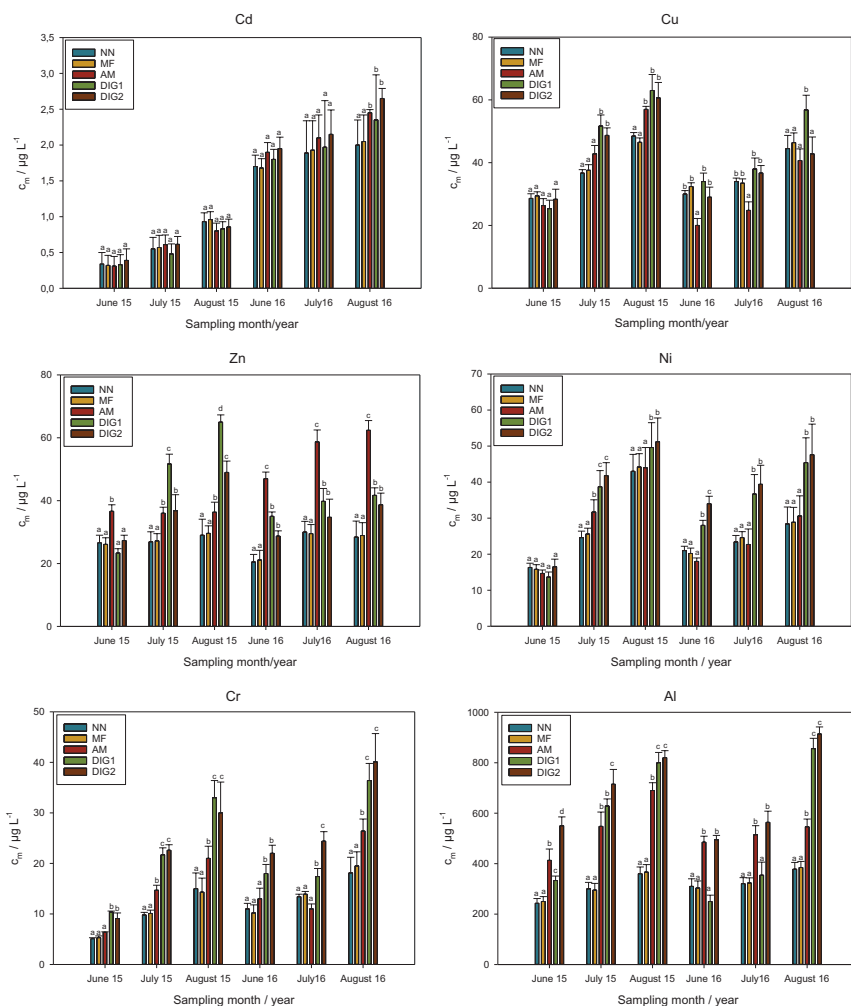 Cd
3,5
3,0
2,5
2,0
1,5
1,0
0,5
0,0
c_m / µg L⁻¹
NN
MF
AM
DIG1
DIG2
a a a a a
a a a a a
a a a a a
a a a a a
a a a a a
a a b b b
June 15 July 15 August 15 June 16 July16 August 16
Sampling month/year
Cu
80
60
40
20
0
c_m / µg L⁻¹
NN
MF
AM
DIG1
DIG2
a a a a a
a a b c b
a a b b b
b b a b b
b b a b b
a a a b a
June 15 July 15 August 15 June 16 July16 August 16
Sampling month/year
Zn
80
60
40
20
0
c_m / µg L⁻¹
NN
MF
AM
DIG1
DIG2
a a b a a
a a b c b
a a b d c
a a c b b
a a c b b
a a c b b
June 15 July 15 August 15 June 16 July16 August 16
Sampling month/year
Ni
70
60
50
40
30
20
10
0
c_m / µg L⁻¹
NN
MF
AM
DIG1
DIG2
a a a a a
a a b c c
a a a b b
a a a b c
a a a b b
a a a b b
June 15 July 15 August 15 June 16 July16 August 16
Sampling month / year
Cr
50
40
30
20
10
0
c_m / µg L⁻¹
NN
MF
AM
DIG1
DIG2
a a a b b
a a b c c
a a b c c
a a a b b
a a a b c
a a b c c
June 15 July 15 August 15 June 16 July16 August 16
Sampling month / year
Al
1000
800
600
400
200
0
c_m / µg L⁻¹
NN
MF
AM
DIG1
DIG2
a a b c d
a a b b c
a a b c c
a a b a b
a a b a b
a a b c c
June 15 July 15 August 15 June 16 July16 August 16
Sampling month / year